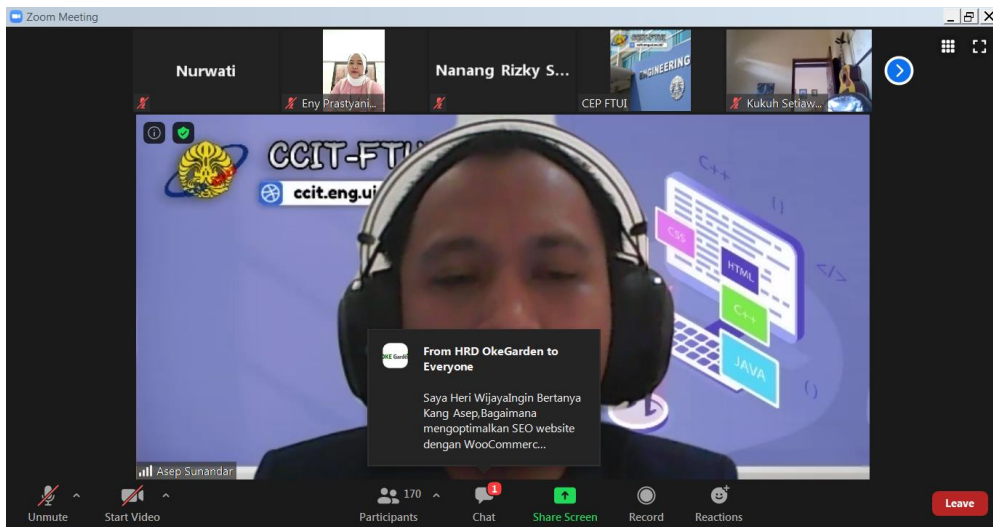 Zoom Meeting
Nurwati
Eny Prastyani...
Nanang Rizky S...
CEP FTUI
ENGINEERING
Kukuh Setiaw...
CCIT-FTU
ccit.eng.ui
C++
{}
CSS
HTML
</>
C++
JAVA
()
From HRD OkeGarden to
Everyone
Saya Heri WijayaIngin Bertanya
Kang Asep,Bagaimana
mengoptimalkan SEO website
dengan WooCommerc...
Asep Sunandar
Unmute
Start Video
170
Participants
1
Chat
Share Screen
Record
Reactions
Leave